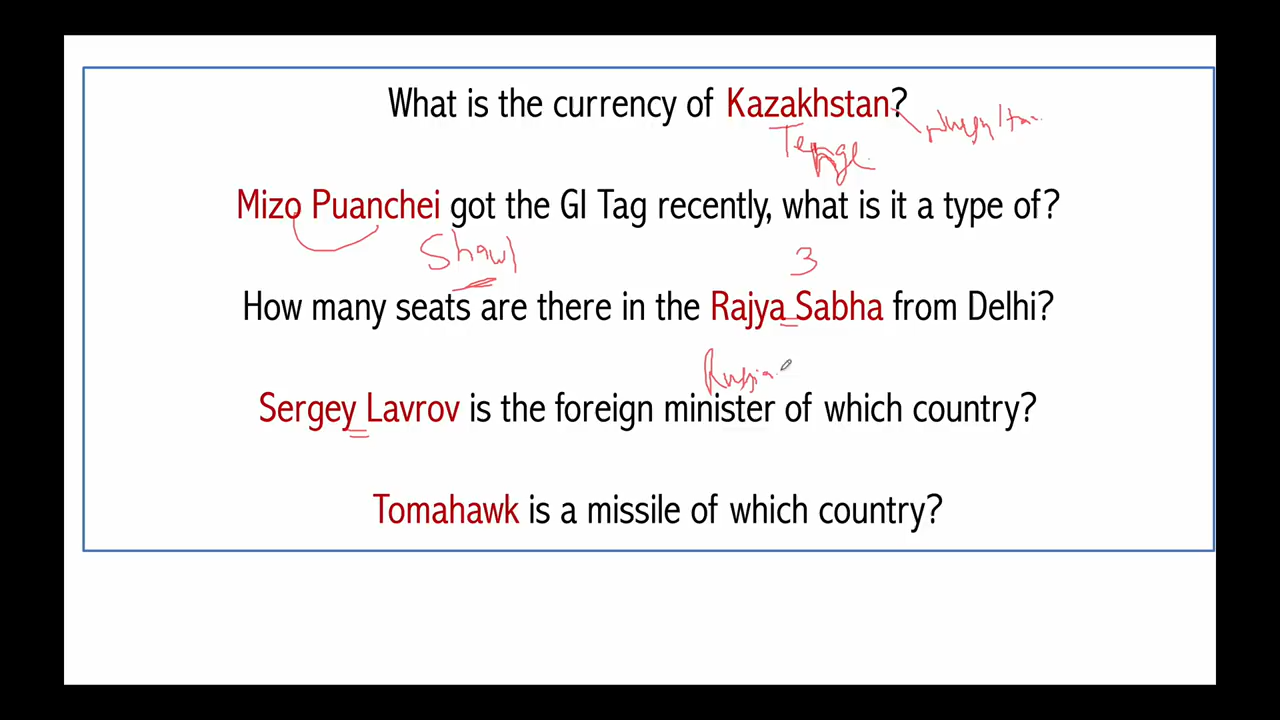 What is the currency of Kazakhstan?
Tenge
Mizo Puanchei got the GI Tag recently, what is it a type of?
Shawl
3
How many seats are there in the Rajya Sabha from Delhi?
Russia
Sergey Lavrov is the foreign minister of which country?
Tomahawk is a missile of which country?